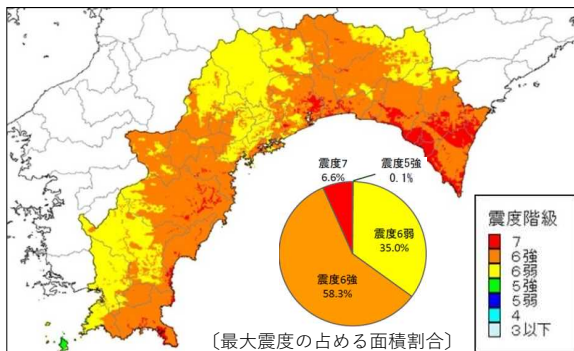 震度7
6.6%
震度5強
0.1%
震度6弱
35.0%
震度6強
58.3%
〔最大震度の占める面積割合〕
震度階級
7
6強
6弱
5強
5弱
4
3以下